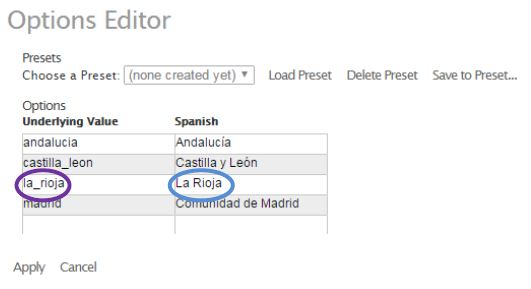 Options Editor
Presets
Choose a Preset: (none created yet) Load Preset Delete Preset Save to Preset...
Options
Underlying Value Spanish
andalucia Andalucía
castilla_leon Castilla y León
la_rioja La Rioja
madrid Comunidad de Madrid
Apply Cancel